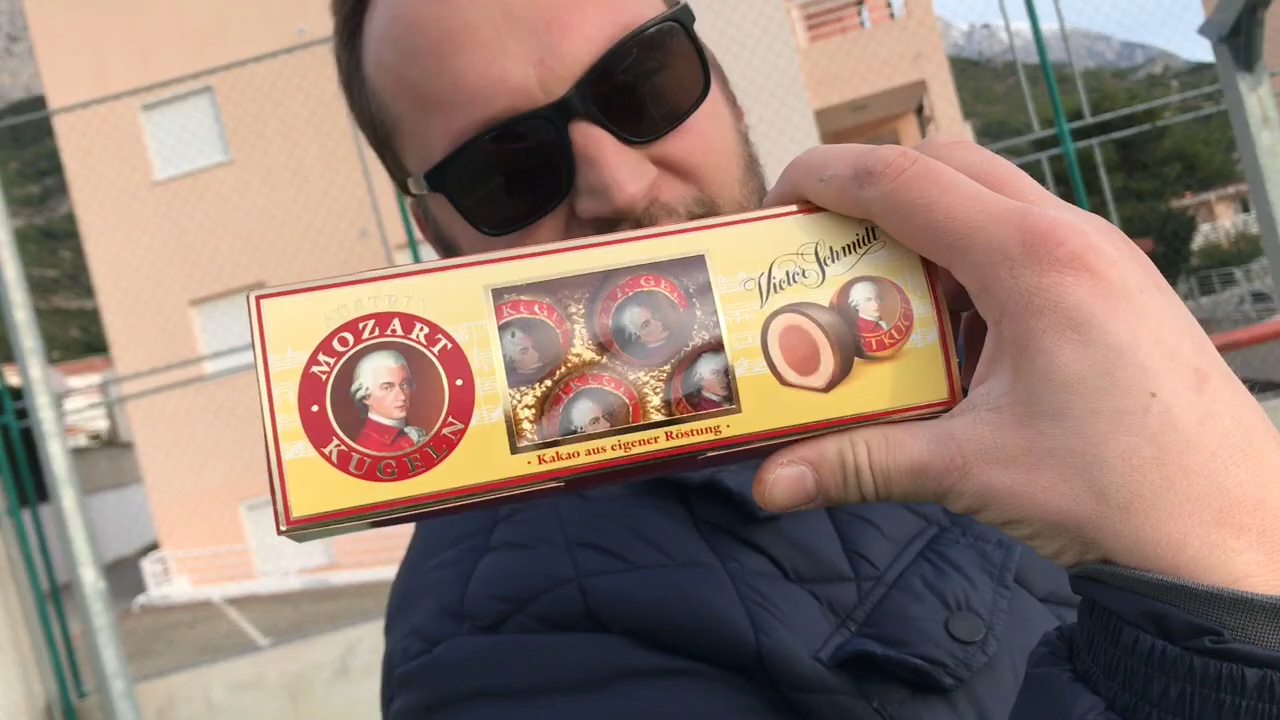 AUSTRIA
MOZART
KUGELN
Victor Schmidt
· Kakao aus eigener Röstung ·